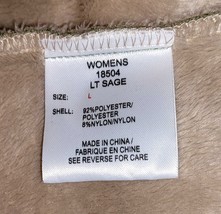 WOMENS
18504
LT SAGE
SIZE: L
SHELL: 92%POLYESTER/
POLYESTER
8%NYLON/NYLON
MADE IN CHINA /
FABRIQUE EN CHINE
SEE REVERSE FOR CARE